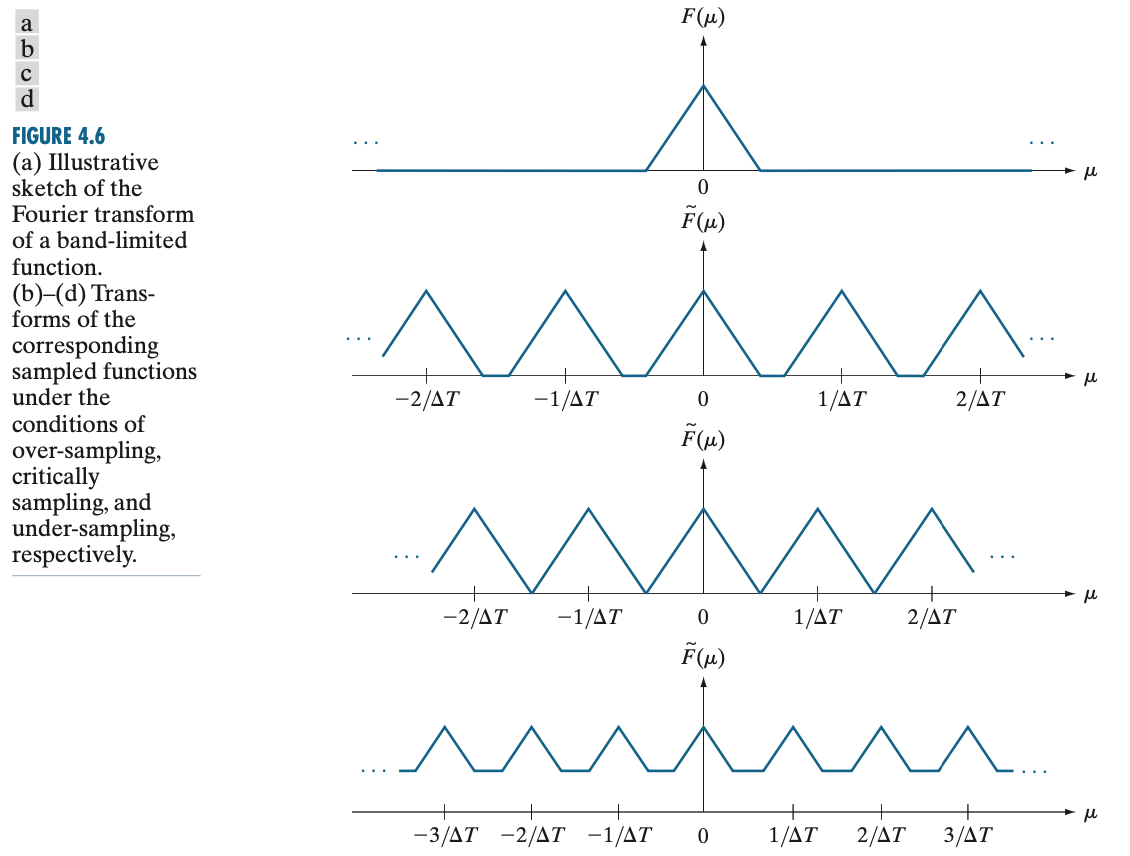 a
b
c
d
FIGURE 4.6
(a) Illustrative
sketch of the
Fourier transform
of a band-limited
function.
(b)–(d) Trans-
forms of the
corresponding
sampled functions
under the
conditions of
over-sampling,
critically
sampling, and
under-sampling,
respectively.
F(μ)
. . . . . .
μ
0
F̃(μ)
. . . . . .
μ
−2/ΔT −1/ΔT 0 1/ΔT 2/ΔT
F̃(μ)
. . . . . .
μ
−2/ΔT −1/ΔT 0 1/ΔT 2/ΔT
F̃(μ)
. . . . . .
μ
−3/ΔT −2/ΔT −1/ΔT 0 1/ΔT 2/ΔT 3/ΔT